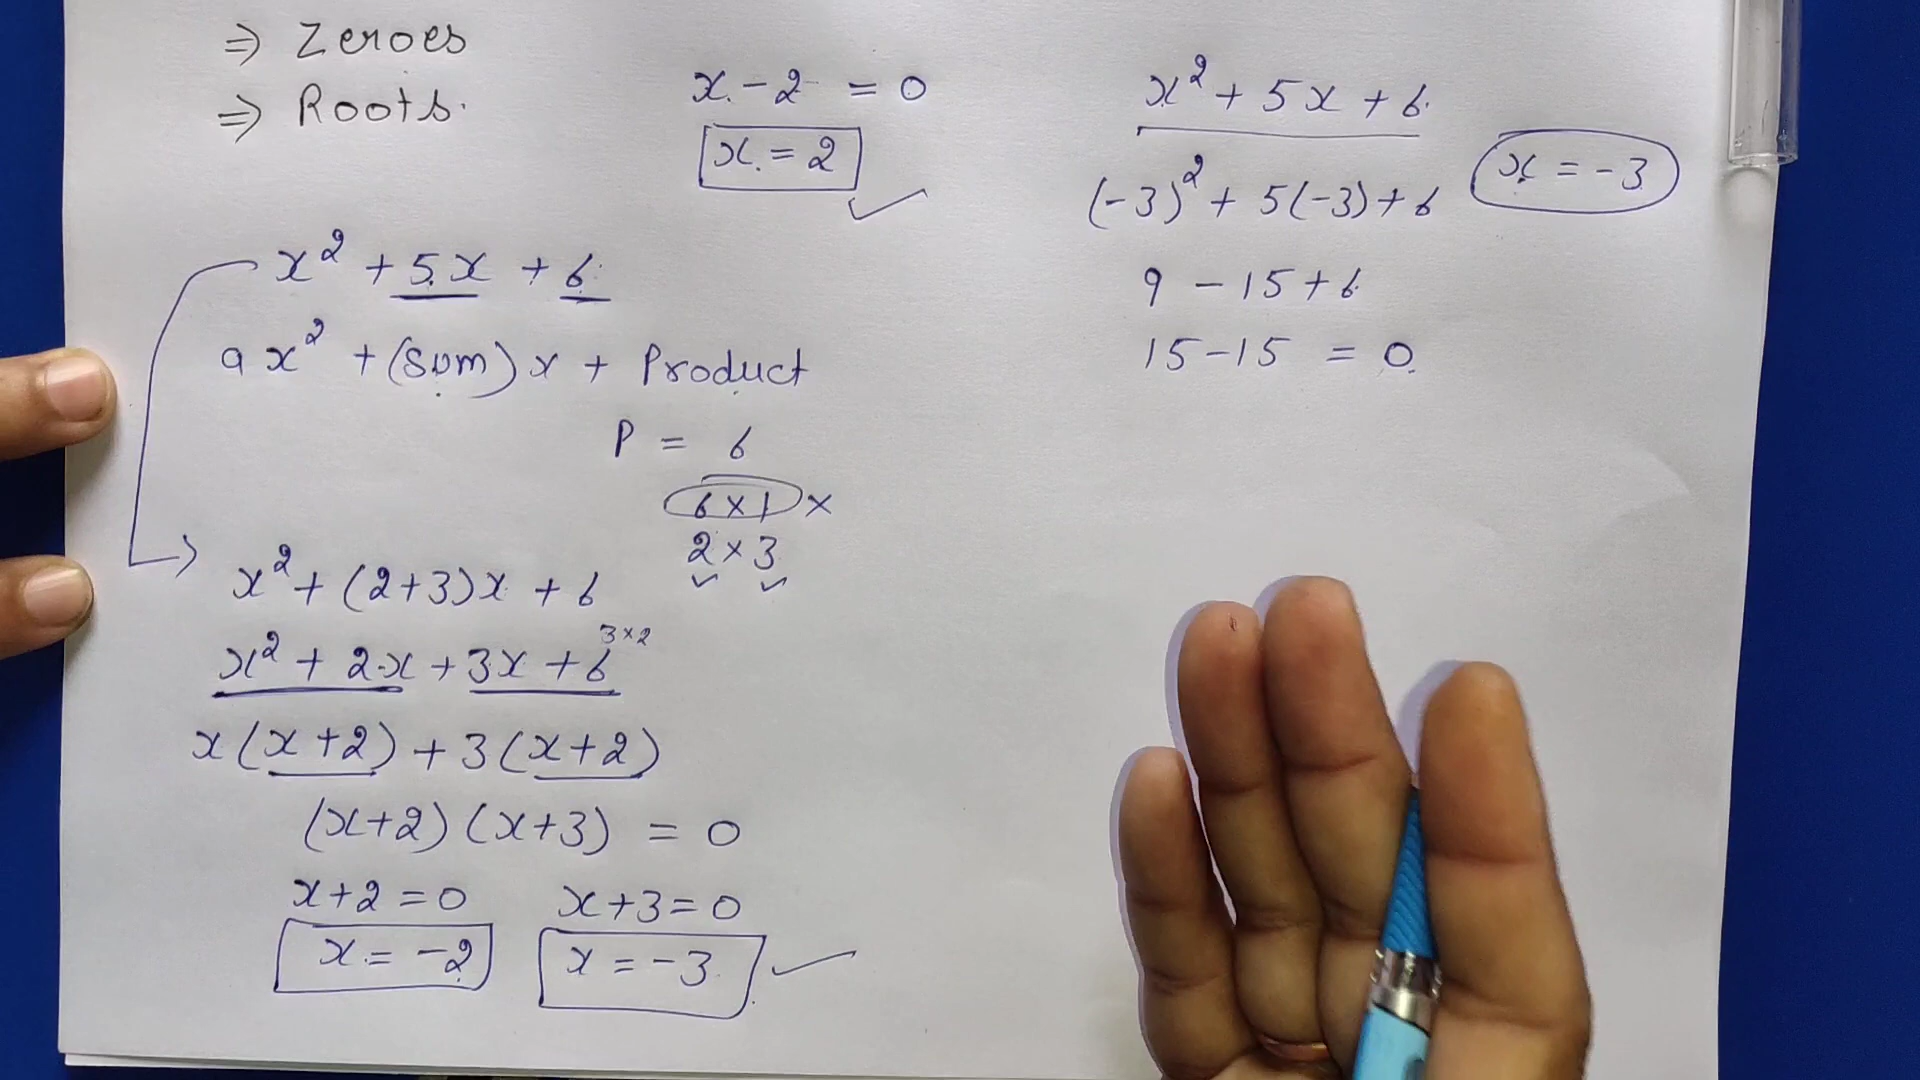 ⇒ Zeroes
⇒ Roots.
x - 2 = 0
x = 2
x² + 5x + 6
ax² + (Sum)x + Product
P = 6
6 × 1 ×
2 × 3
x² + (2+3)x + 6
3×2
x² + 2x + 3x + 6
x(x+2) + 3(x+2)
(x+2) (x+3) = 0
x+2 = 0 x+3 = 0
x = -2 x = -3
x² + 5x + 6
x = -3
(-3)² + 5(-3) + 6
9 - 15 + 6
15 - 15 = 0